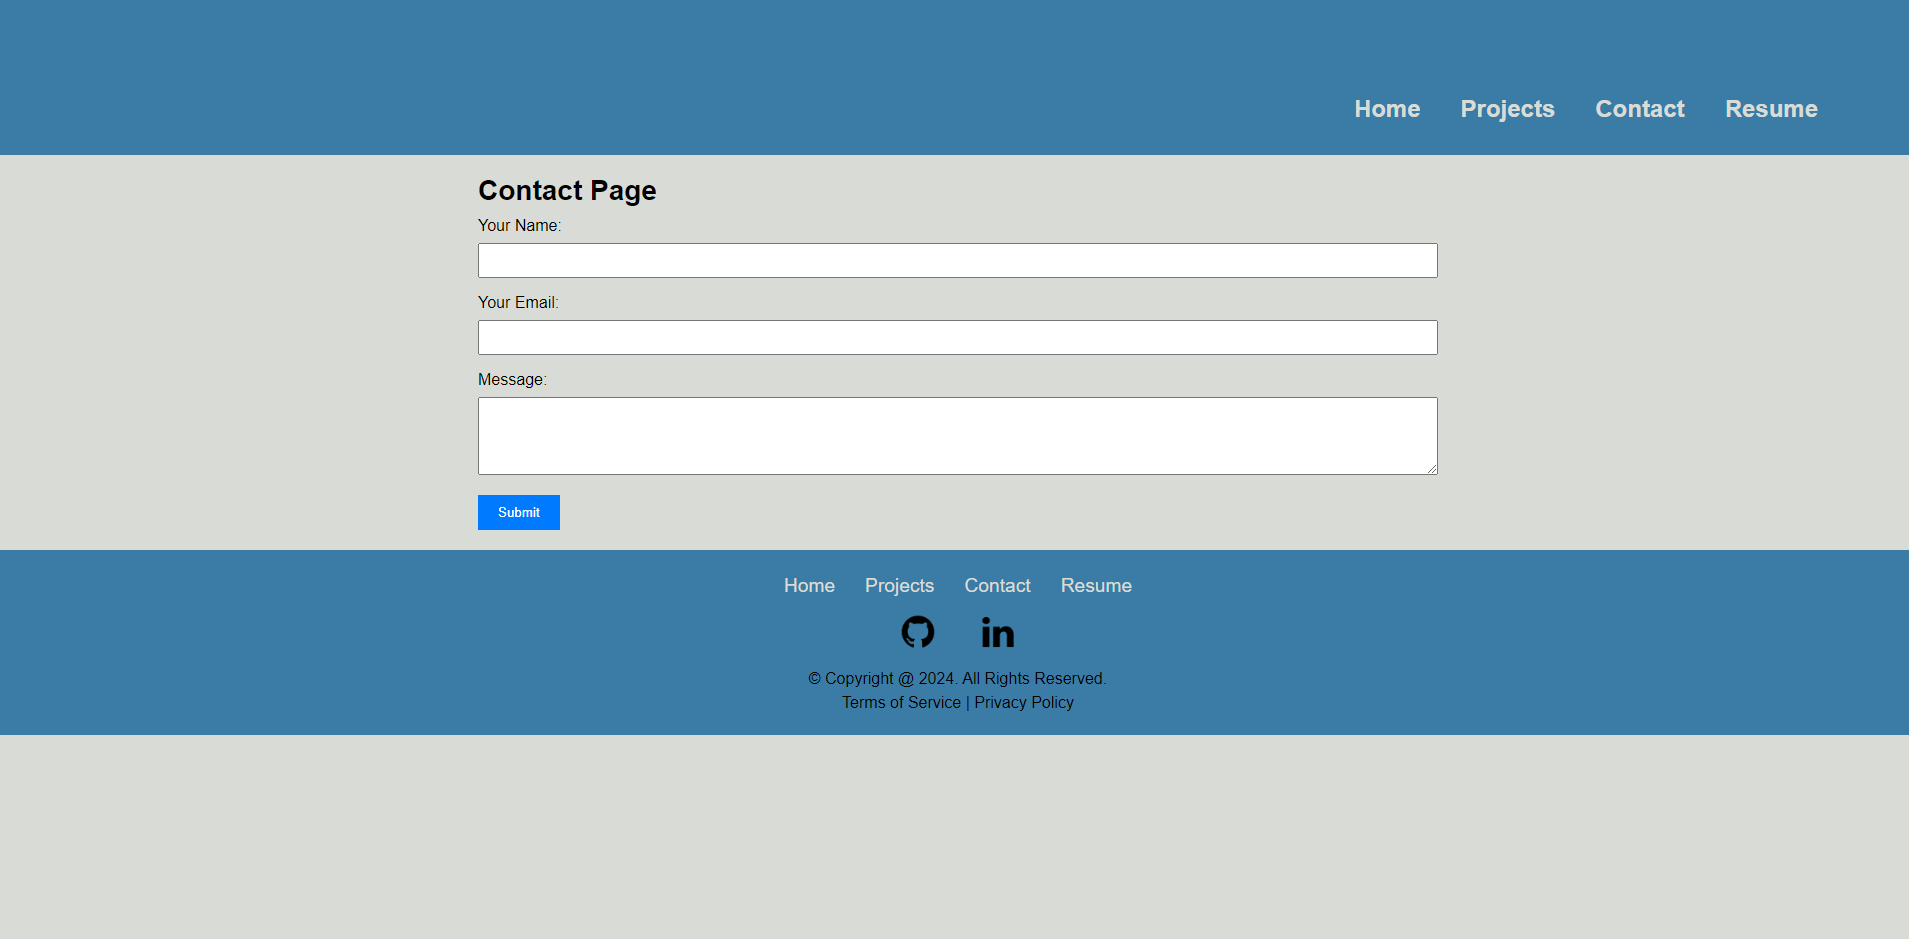 Home Projects Contact Resume
Contact Page
Your Name:
Your Email:
Message:
Submit
Home Projects Contact Resume
in
© Copyright @ 2024. All Rights Reserved.
Terms of Service | Privacy Policy